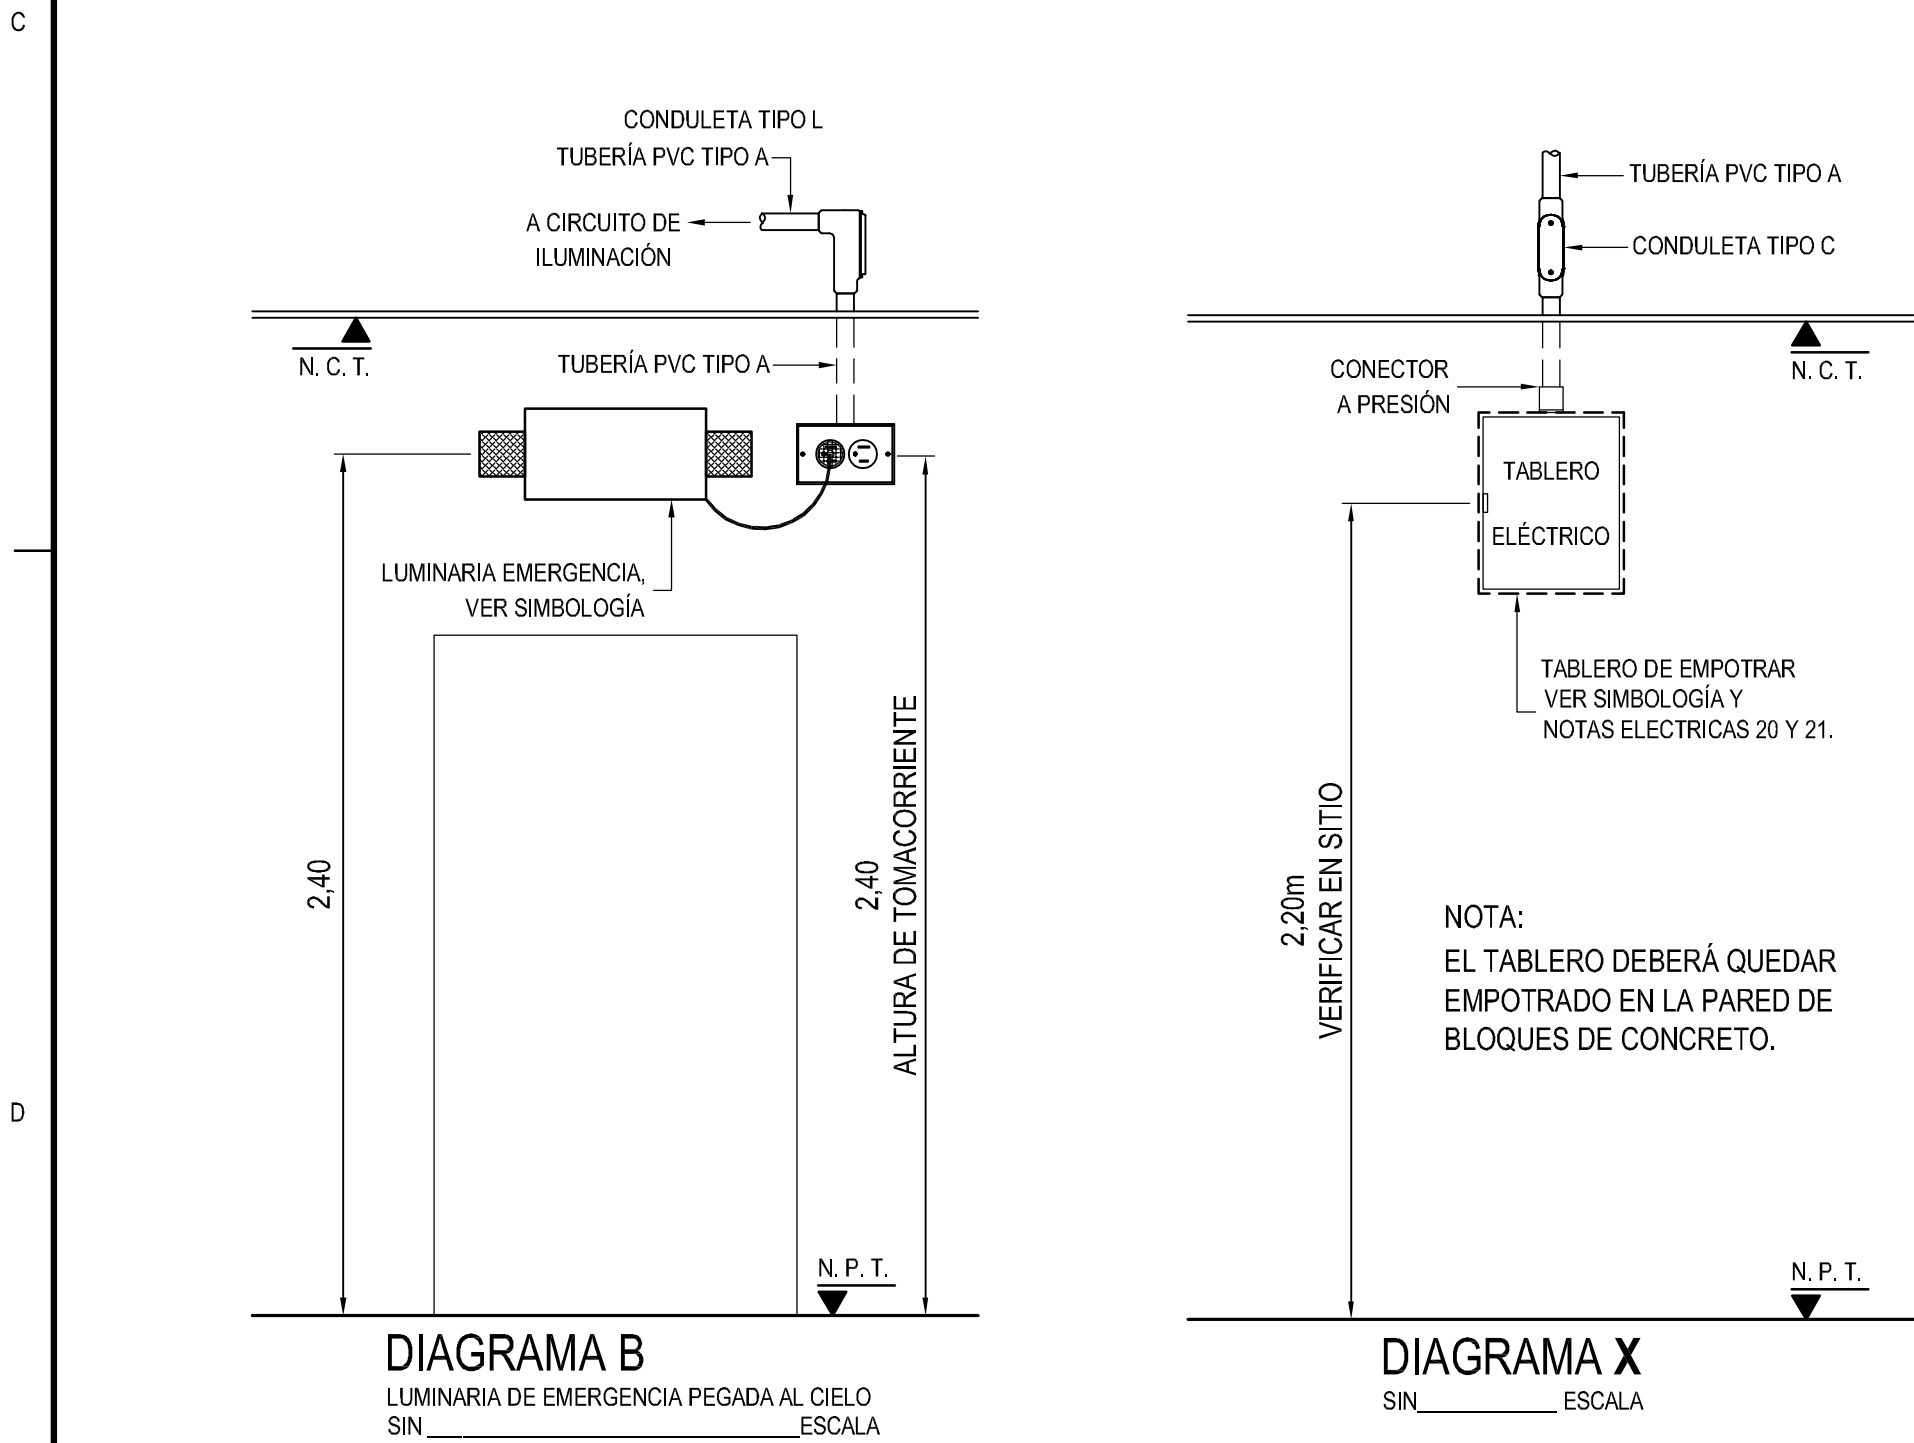 C
CONDULETA TIPO L
TUBERÍA PVC TIPO A
A CIRCUITO DE
ILUMINACIÓN
N. C. T.
TUBERÍA PVC TIPO A
LUMINARIA EMERGENCIA,
VER SIMBOLOGÍA
2,40
2,40
ALTURA DE TOMACORRIENTE
N. P. T.
DIAGRAMA B
LUMINARIA DE EMERGENCIA PEGADA AL CIELO
SIN ESCALA
TUBERÍA PVC TIPO A
CONDULETA TIPO C
N. C. T.
CONECTOR
A PRESIÓN
TABLERO
ELÉCTRICO
TABLERO DE EMPOTRAR
VER SIMBOLOGÍA Y
NOTAS ELECTRICAS 20 Y 21.
2,20m
VERIFICAR EN SITIO
NOTA:
EL TABLERO DEBERÁ QUEDAR
EMPOTRADO EN LA PARED DE
BLOQUES DE CONCRETO.
N. P. T.
DIAGRAMA X
SIN ESCALA
D